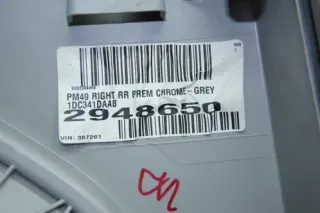 PM49 RIGHT RR PREM CHROME-GREY
1DC341DAAB
2948650
VIN: 307281